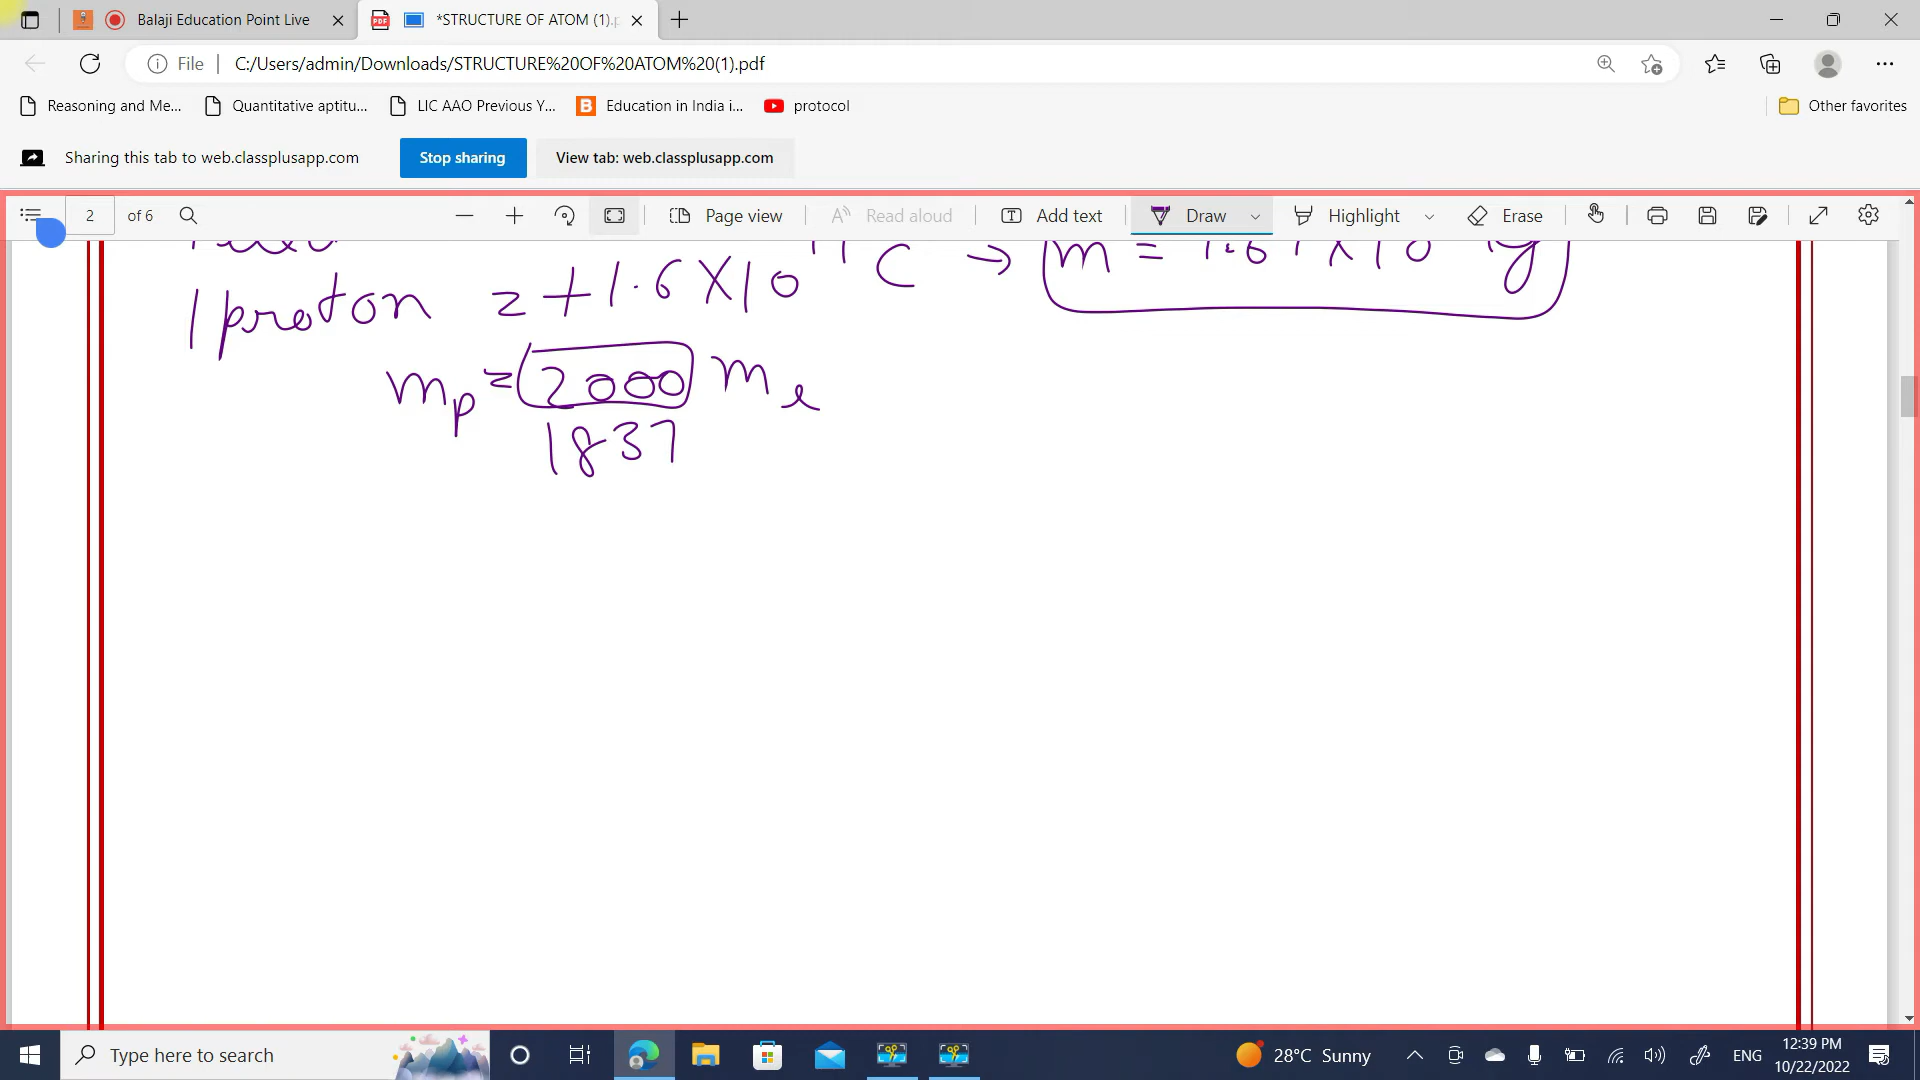 Balaji Education Point Live
*STRUCTURE OF ATOM (1).p
File C:/Users/admin/Downloads/STRUCTURE%20OF%20ATOM%20(1).pdf
Reasoning and Me... Quantitative aptitu... LIC AAO Previous Y... Education in India i... protocol Other favorites
Sharing this tab to web.classplusapp.com Stop sharing View tab: web.classplusapp.com
2 of 6 Page view Read aloud Add text Draw Highlight Erase
1 proton = +1.6 X 10 C → m =
mp = 2000 me
1837
Type here to search 28°C Sunny ENG 12:39 PM
10/22/2022